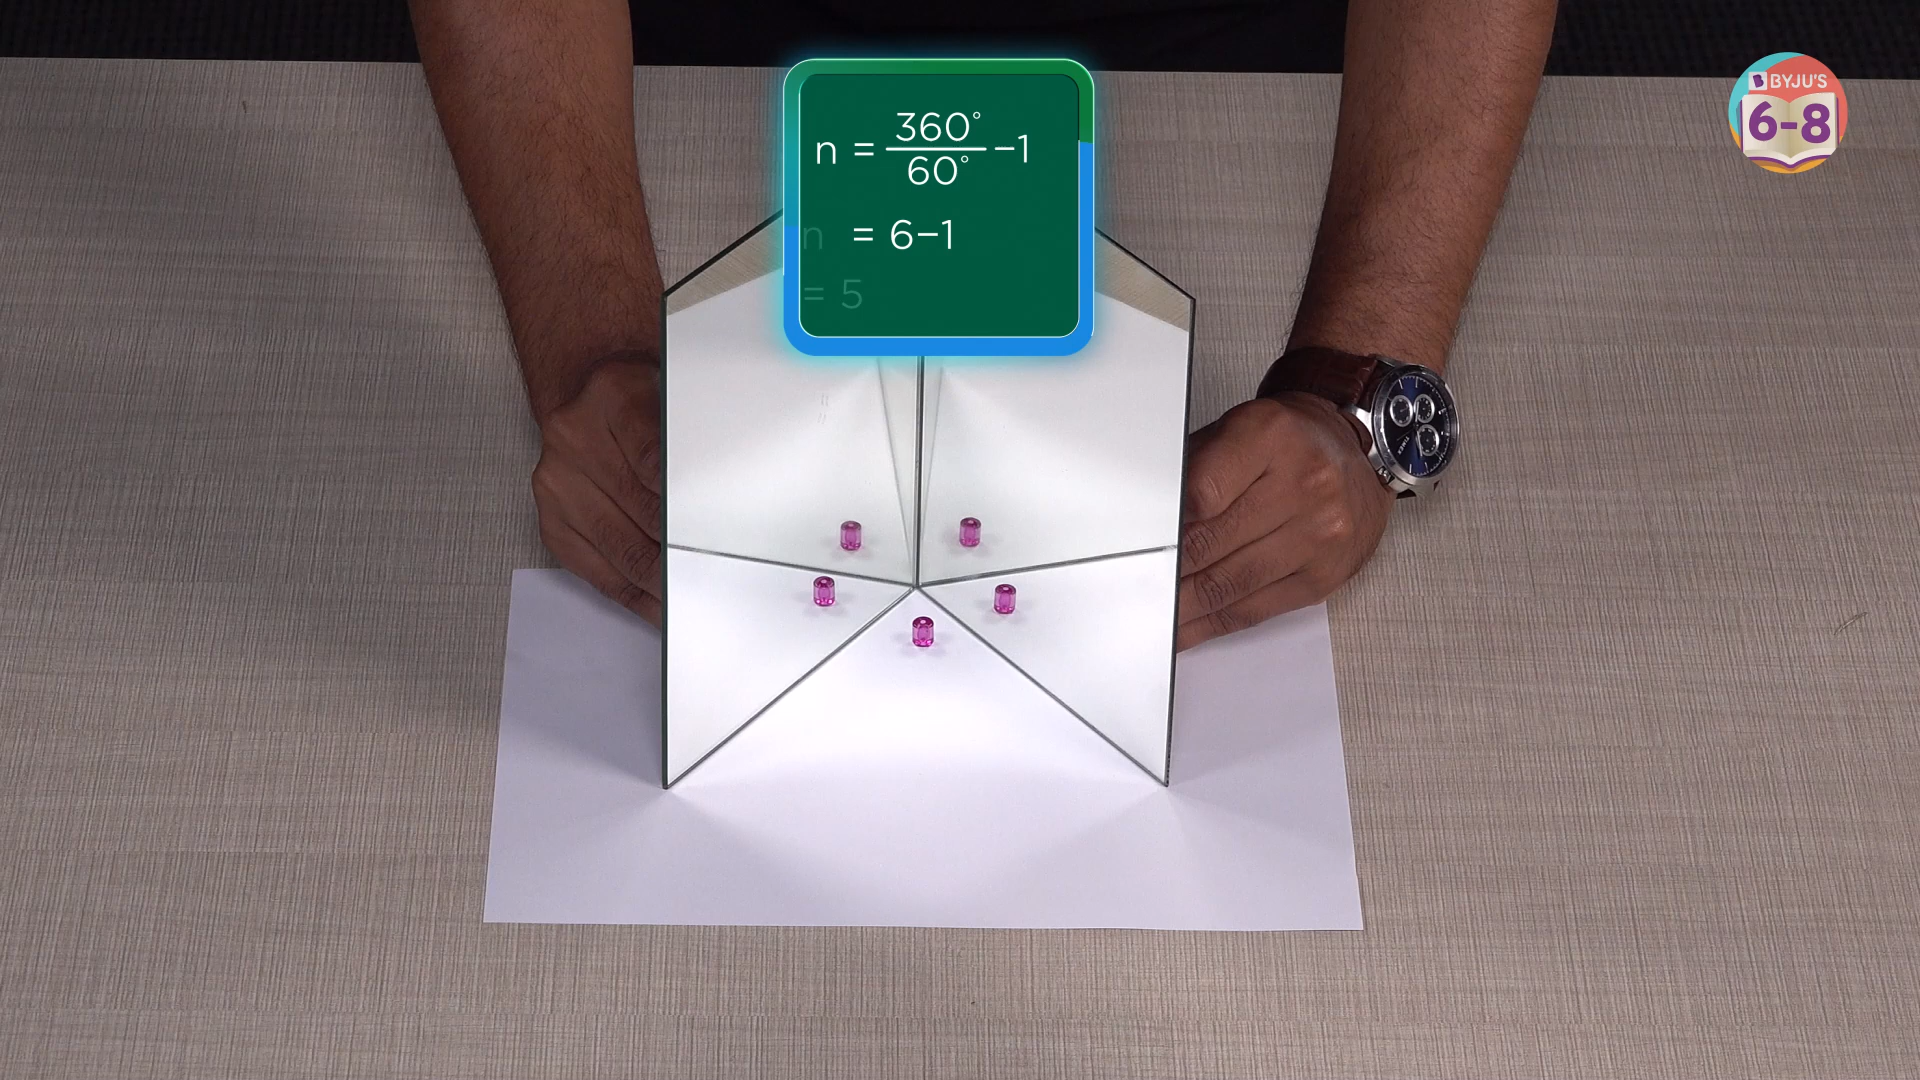 n = 360° / 60° −1
n = 6−1
= 5
BYJU'S
6-8